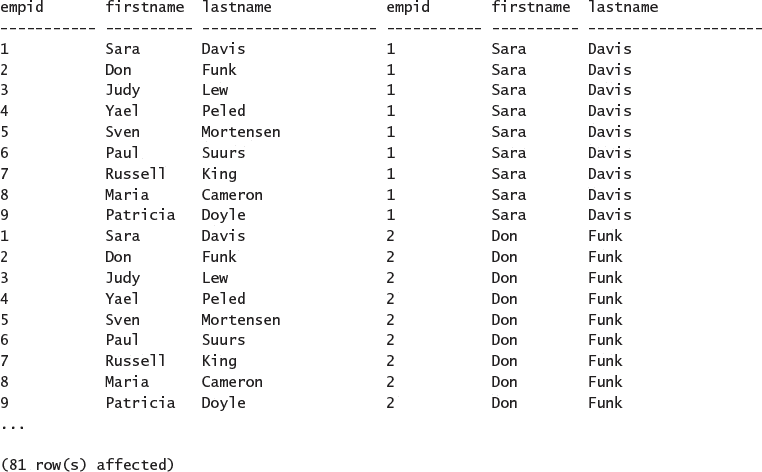 empid       firstname  lastname             empid       firstname  lastname
----------- ---------- -------------------- ----------- ---------- --------------------
1           Sara       Davis                1           Sara       Davis
2           Don        Funk                 1           Sara       Davis
3           Judy       Lew                  1           Sara       Davis
4           Yael       Peled                1           Sara       Davis
5           Sven       Mortensen            1           Sara       Davis
6           Paul       Suurs                1           Sara       Davis
7           Russell    King                 1           Sara       Davis
8           Maria      Cameron              1           Sara       Davis
9           Patricia   Doyle                1           Sara       Davis
1           Sara       Davis                2           Don        Funk
2           Don        Funk                 2           Don        Funk
3           Judy       Lew                  2           Don        Funk
4           Yael       Peled                2           Don        Funk
5           Sven       Mortensen            2           Don        Funk
6           Paul       Suurs                2           Don        Funk
7           Russell    King                 2           Don        Funk
8           Maria      Cameron              2           Don        Funk
9           Patricia   Doyle                2           Don        Funk
...
(81 row(s) affected)